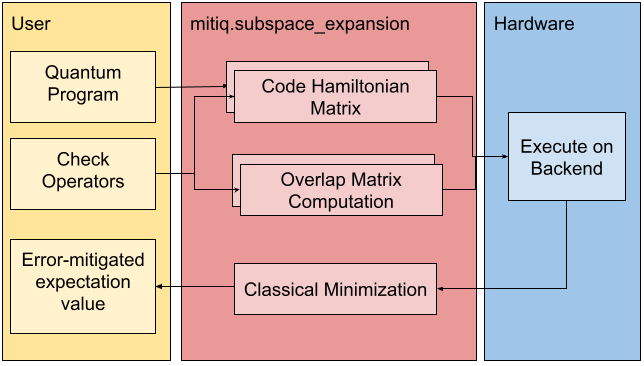 User
mitiq.subspace_expansion
Hardware
Quantum
Program
Code Hamiltonian
Matrix
Check
Operators
Overlap Matrix
Computation
Execute on
Backend
Error-mitigated
expectation
value
Classical Minimization